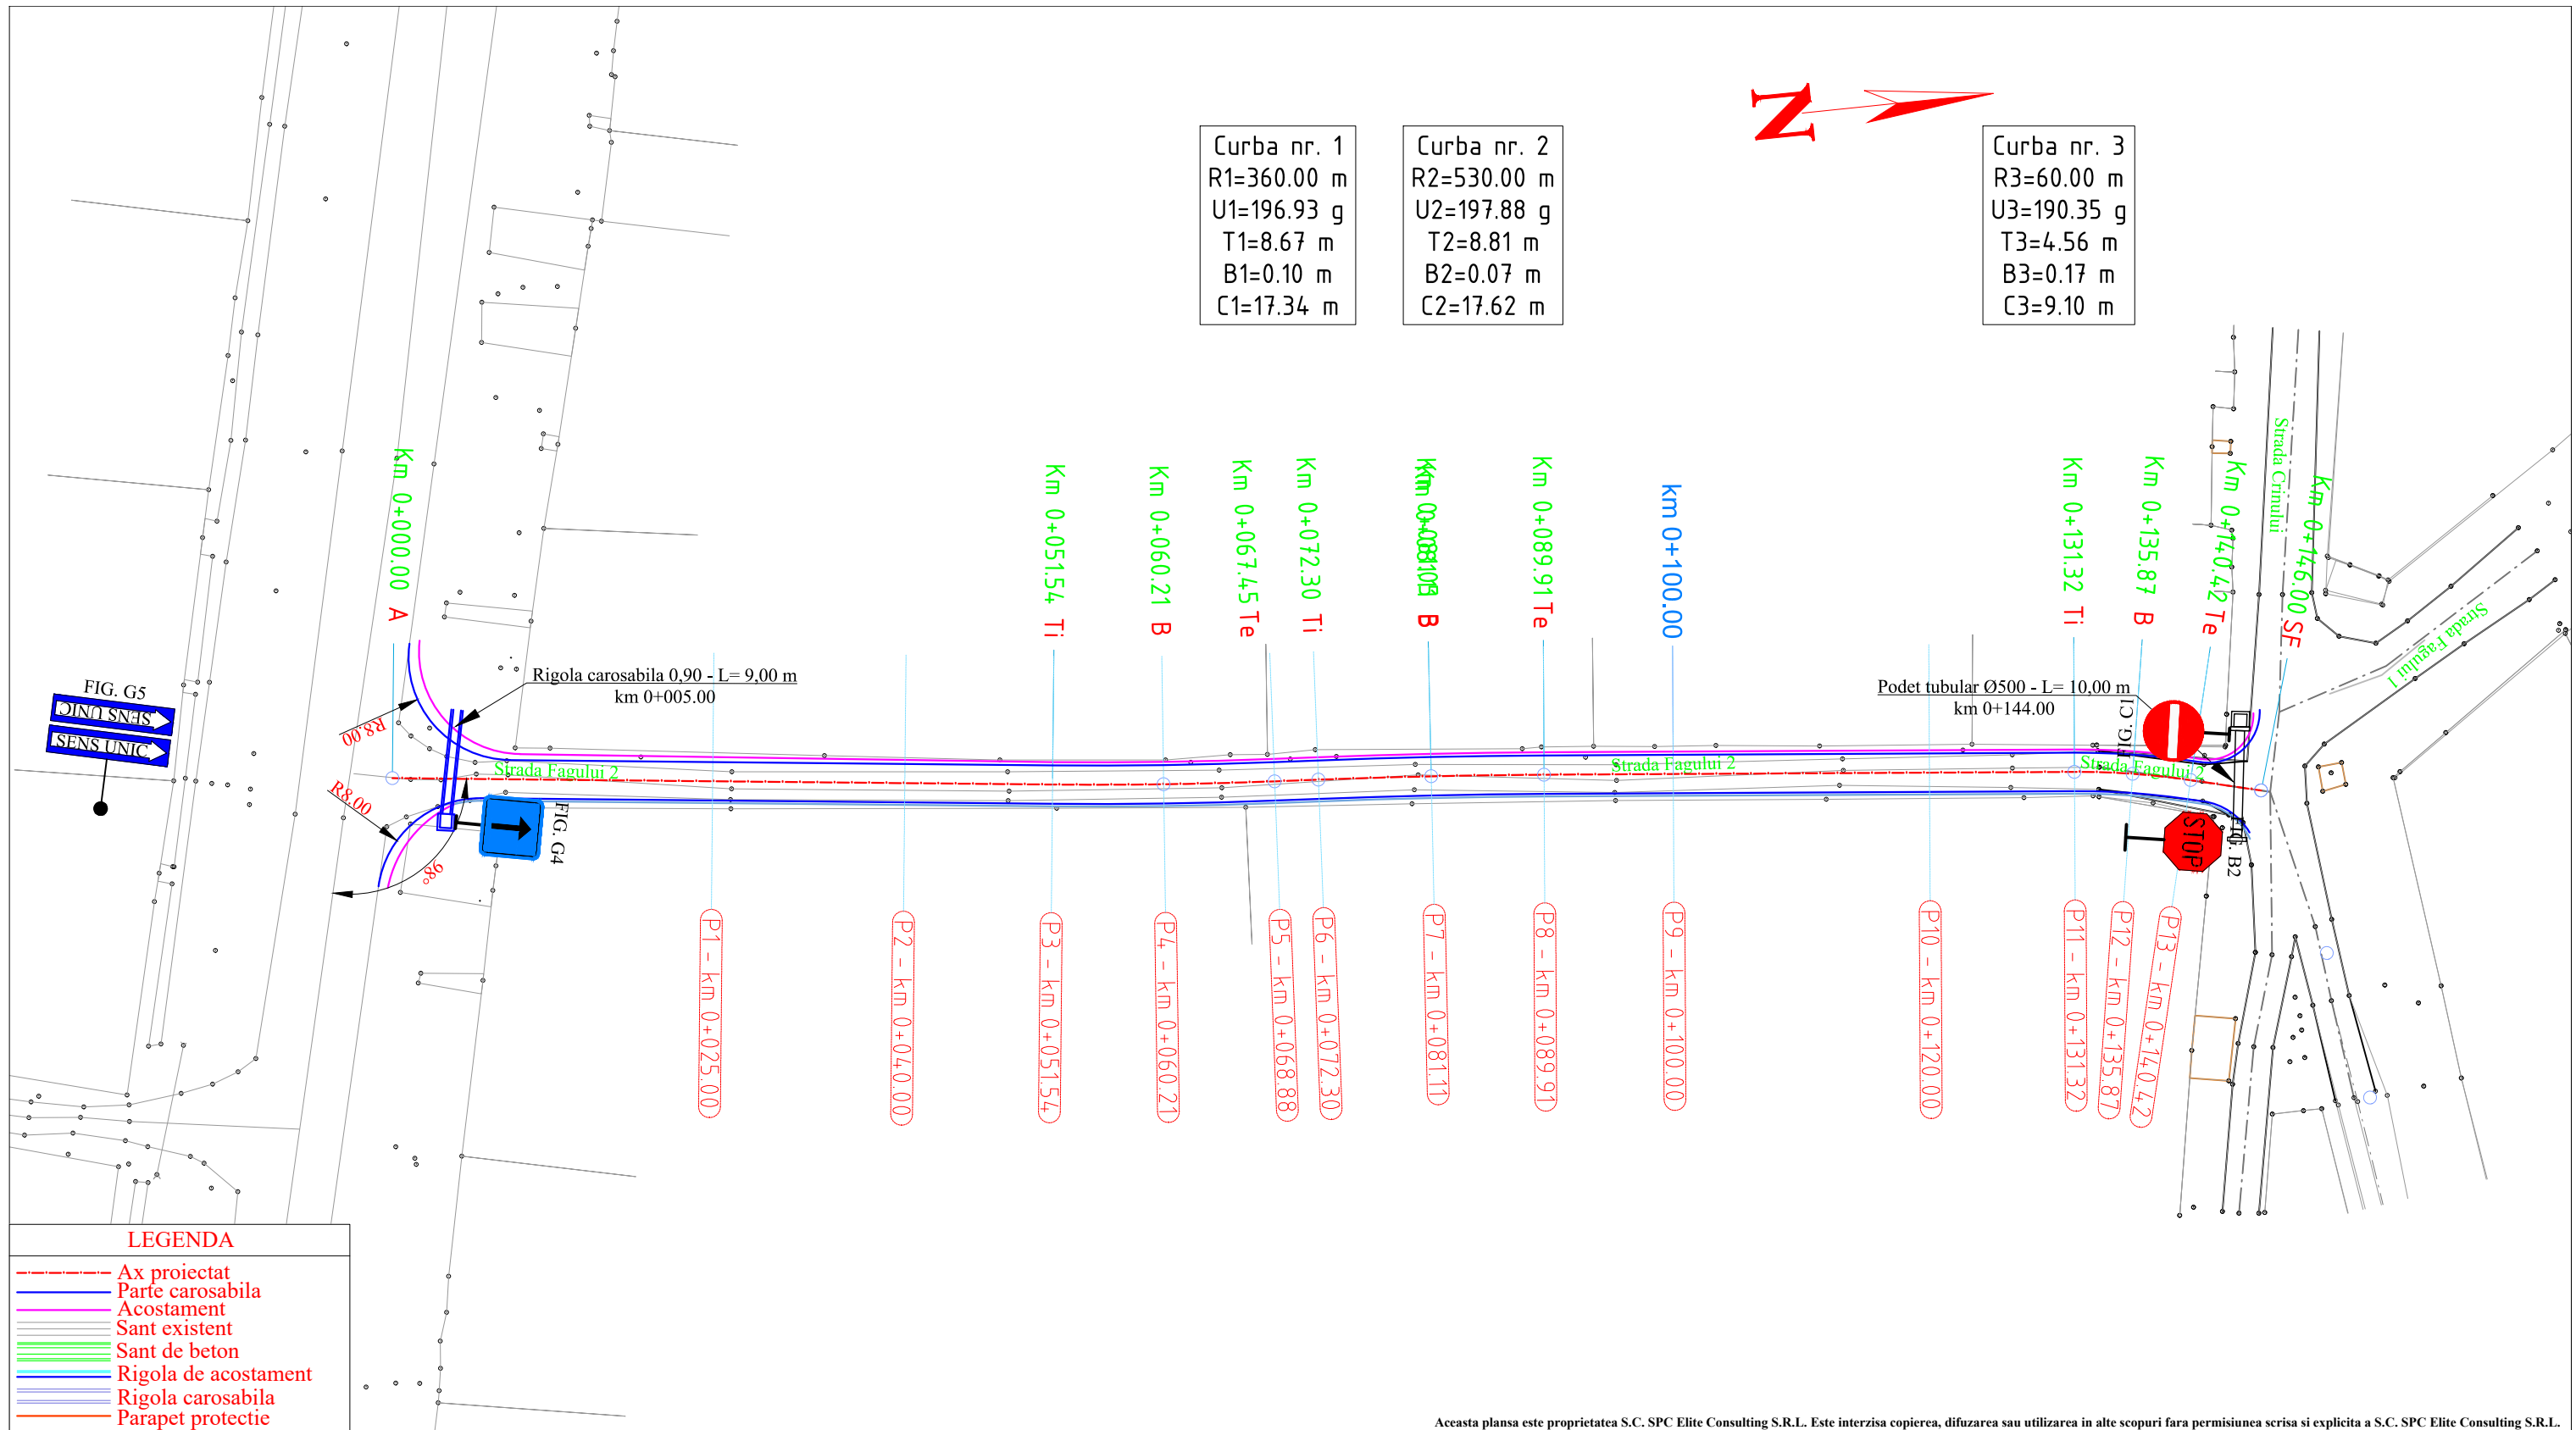 N
Curba nr. 1
R1=360.00 m
U1=196.93 g
T1=8.67 m
B1=0.10 m
C1=17.34 m
Curba nr. 2
R2=530.00 m
U2=197.88 g
T2=8.81 m
B2=0.07 m
C2=17.62 m
Curba nr. 3
R3=60.00 m
U3=190.35 g
T3=4.56 m
B3=0.17 m
C3=9.10 m
Km 0+000.00 A
Km 0+051.54 Ti
Km 0+060.21 B
Km 0+067.45 Te
Km 0+072.30 Ti
B
Km 0+089.91 Te
km 0+100.00
Km 0+131.32 Ti
Km 0+135.87 B
Km 0+140.42 Te
Km 0+146.00 SF
Strada Crinului
Strada Fagului 1
FIG. G5
SENS UNIC
SENS UNIC
R8.00
R8.00
98°
Rigola carosabila 0,90 - L= 9,00 m
km 0+005.00
Podet tubular Ø500 - L= 10,00 m
km 0+144.00
FIG. C1
Strada Fagului 2
Strada Fagului 2
Strada Fagului 2
FIG. G4
STOP
FIG. B2
P1 - km 0+025.00
P2 - km 0+040.00
P3 - km 0+051.54
P4 - km 0+060.21
P5 - km 0+068.88
P6 - km 0+072.30
P7 - km 0+081.11
P8 - km 0+089.91
P9 - km 0+100.00
P10 - km 0+120.00
P11 - km 0+131.32
P12 - km 0+135.87
P13 - km 0+140.42
LEGENDA
Ax proiectat
Parte carosabila
Acostament
Sant existent
Sant de beton
Rigola de acostament
Rigola carosabila
Parapet protectie
Aceasta plansa este proprietatea S.C. SPC Elite Consulting S.R.L. Este interzisa copierea, difuzarea sau utilizarea in alte scopuri fara permisiunea scrisa si explicita a S.C. SPC Elite Consulting S.R.L.